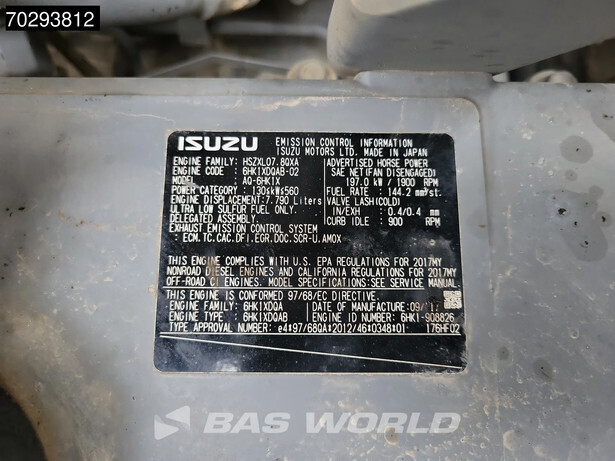 70293812
ISUZU EMISSION CONTROL INFORMATION
ISUZU MOTORS LTD. MADE IN JAPAN
ENGINE FAMILY: HSZXL07.8QXA
ENGINE CODE : 6HK1XDQAB-02
MODEL : AQ-6HK1X
POWER CATEGORY : 130≤kW≤560
ENGINE DISPLACEMENT:7.790 Liters
ULTRA LOW SULFUR FUEL ONLY.
DELEGATED ASSEMBLY
EXHAUST EMISSION CONTROL SYSTEM
: ECM,TC,CAC,DFI,EGR,DOC,SCR-U,AMOX
ADVERTISED HORSE POWER
SAE NET(FAN DISENGAGED)
197.0 kW / 1900 RPM
FUEL RATE : 144.2 mm³/st
VALVE LASH(COLD)
IN/EXH : 0.4/0.4 mm
CURB IDLE : 900 RPM
THIS ENGINE COMPLIES WITH U.S. EPA REGULATIONS FOR 2017MY
NONROAD DIESEL ENGINES AND CALIFORNIA REGULATIONS FOR 2017MY
OFF-ROAD CI ENGINES. FOR ADDITIONAL SPECIFICATIONS:SEE SERVICE MANUAL.
THIS ENGINE IS CONFORMED 97/68/EC DIRECTIVE.
ENGINE FAMILY: 6HK1XDQA DATE OF MANUFACTURE:09/17
ENGINE TYPE : 6HK1XDQAB ENGINE ID NUMBER: 6HK1-908826
TYPE APPROVAL NUMBER: e4*97/68QA*2012/46*0348*01 176HF02
BAS WORLD